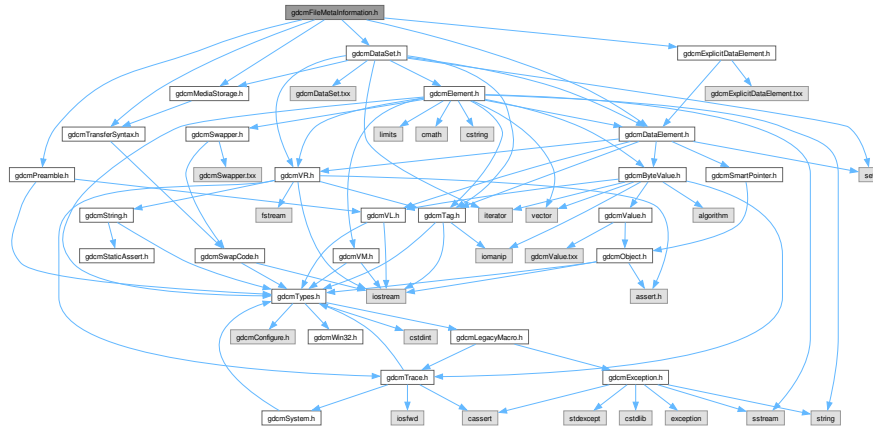 gdcmFileMetaInformation.h
gdcmDataSet.h
gdcmExplicitDataElement.h
gdcmMediaStorage.h
gdcmDataSet.txx
gdcmElement.h
gdcmExplicitDataElement.txx
gdcmTransferSyntax.h
gdcmSwapper.h
limits
cmath
cstring
gdcmDataElement.h
gdcmPreamble.h
gdcmSwapper.txx
gdcmVR.h
gdcmByteValue.h
gdcmSmartPointer.h
set
gdcmString.h
fstream
gdcmVL.h
gdcmTag.h
iterator
vector
gdcmValue.h
algorithm
gdcmStaticAssert.h
gdcmSwapCode.h
gdcmVM.h
iomanip
gdcmValue.txx
gdcmObject.h
gdcmTypes.h
iostream
assert.h
gdcmConfigure.h
gdcmWin32.h
cstdint
gdcmLegacyMacro.h
gdcmTrace.h
gdcmException.h
gdcmSystem.h
iosfwd
cassert
stdexcept
cstdlib
exception
sstream
string